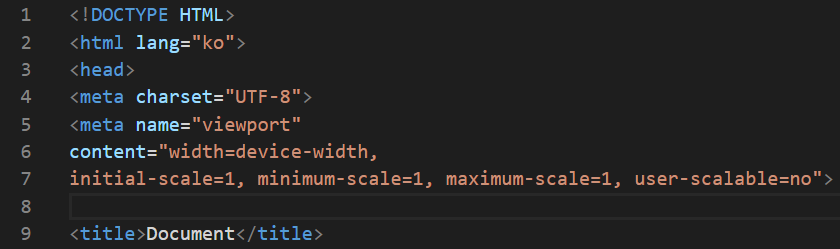 1 <!DOCTYPE HTML>
2 <html lang="ko">
3 <head>
4 <meta charset="UTF-8">
5 <meta name="viewport"
6 content="width=device-width,
7 initial-scale=1, minimum-scale=1, maximum-scale=1, user-scalable=no">
8
9 <title>Document</title>